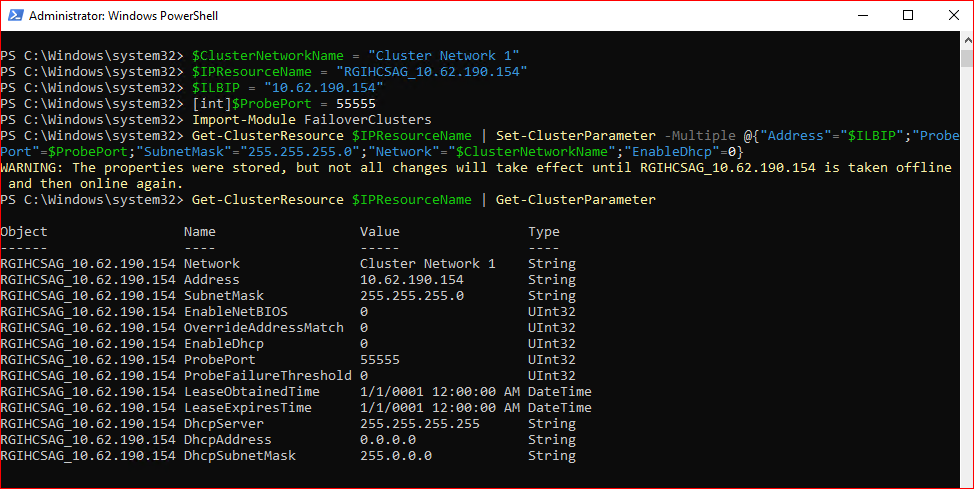 Administrator: Windows PowerShell
PS C:\Windows\system32> $ClusterNetworkName = "Cluster Network 1"
PS C:\Windows\system32> $IPResourceName = "RGIHCSAG_10.62.190.154"
PS C:\Windows\system32> $ILBIP = "10.62.190.154"
PS C:\Windows\system32> [int]$ProbePort = 55555
PS C:\Windows\system32> Import-Module FailoverClusters
PS C:\Windows\system32> Get-ClusterResource $IPResourceName | Set-ClusterParameter -Multiple @{"Address"="$ILBIP";"Probe
Port"=$ProbePort;"SubnetMask"="255.255.255.0";"Network"="$ClusterNetworkName";"EnableDhcp"=0}
WARNING: The properties were stored, but not all changes will take effect until RGIHCSAG_10.62.190.154 is taken offline
 and then online again.
PS C:\Windows\system32> Get-ClusterResource $IPResourceName | Get-ClusterParameter
Object Name Value Type
------ ---- ----- ----
RGIHCSAG_10.62.190.154 Network Cluster Network 1 String
RGIHCSAG_10.62.190.154 Address 10.62.190.154 String
RGIHCSAG_10.62.190.154 SubnetMask 255.255.255.0 String
RGIHCSAG_10.62.190.154 EnableNetBIOS 0 UInt32
RGIHCSAG_10.62.190.154 OverrideAddressMatch 0 UInt32
RGIHCSAG_10.62.190.154 EnableDhcp 0 UInt32
RGIHCSAG_10.62.190.154 ProbePort 55555 UInt32
RGIHCSAG_10.62.190.154 ProbeFailureThreshold 0 UInt32
RGIHCSAG_10.62.190.154 LeaseObtainedTime 1/1/0001 12:00:00 AM DateTime
RGIHCSAG_10.62.190.154 LeaseExpiresTime 1/1/0001 12:00:00 AM DateTime
RGIHCSAG_10.62.190.154 DhcpServer 255.255.255.255 String
RGIHCSAG_10.62.190.154 DhcpAddress 0.0.0.0 String
RGIHCSAG_10.62.190.154 DhcpSubnetMask 255.0.0.0 String